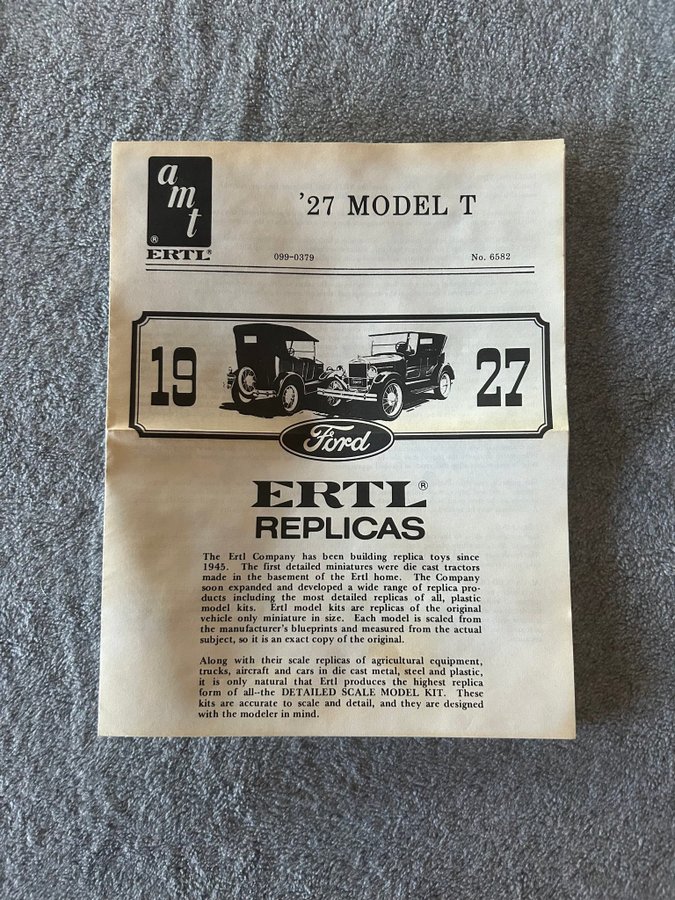 amt
®
ERTL®
'27 MODEL T
099-0379
No. 6582
19
27
Ford
ERTL®
REPLICAS
The Ertl Company has been building replica toys since
1945. The first detailed miniatures were die cast tractors
made in the basement of the Ertl home. The Company
soon expanded and developed a wide range of replica pro-
ducts including the most detailed replicas of all, plastic
model kits. Ertl model kits are replicas of the original
vehicle only miniature in size. Each model is scaled from
the manufacturer's blueprints and measured from the actual
subject, so it is an exact copy of the original.
Along with their scale replicas of agricultural equipment,
trucks, aircraft and cars in die cast metal, steel and plastic,
it is only natural that Ertl produces the highest replica
form of all--the DETAILED SCALE MODEL KIT. These
kits are accurate to scale and detail, and they are designed
with the modeler in mind.